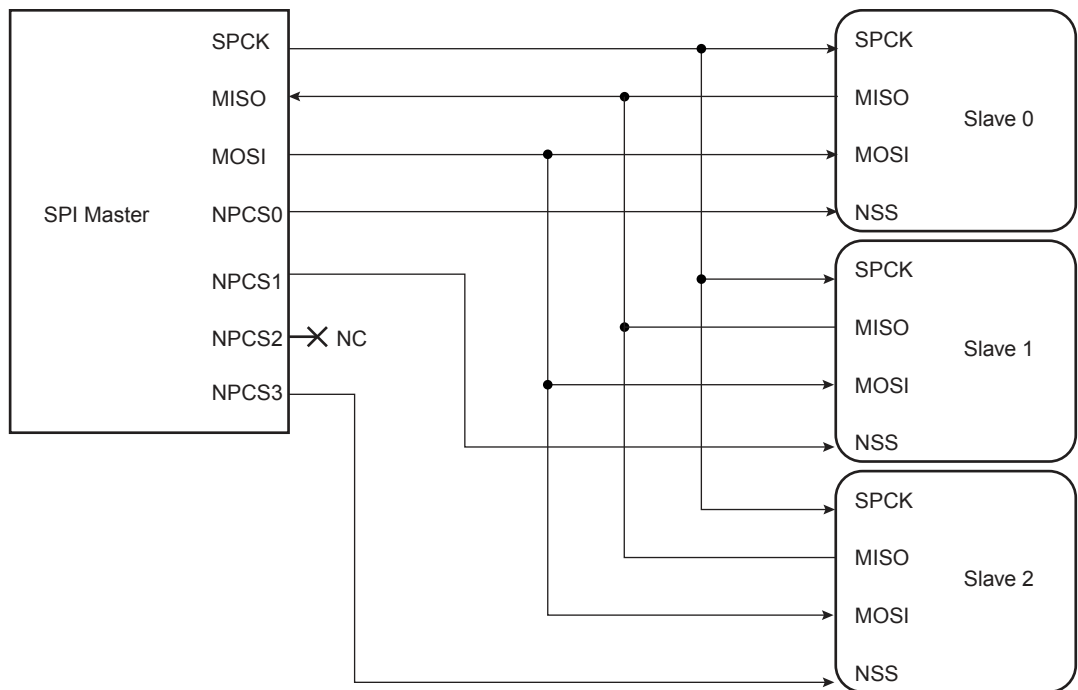 SPI Master
SPCK
MISO
MOSI
NPCS0
NPCS1
NPCS2
NC
NPCS3
SPCK
MISO
Slave 0
MOSI
NSS
SPCK
MISO
Slave 1
MOSI
NSS
SPCK
MISO
Slave 2
MOSI
NSS